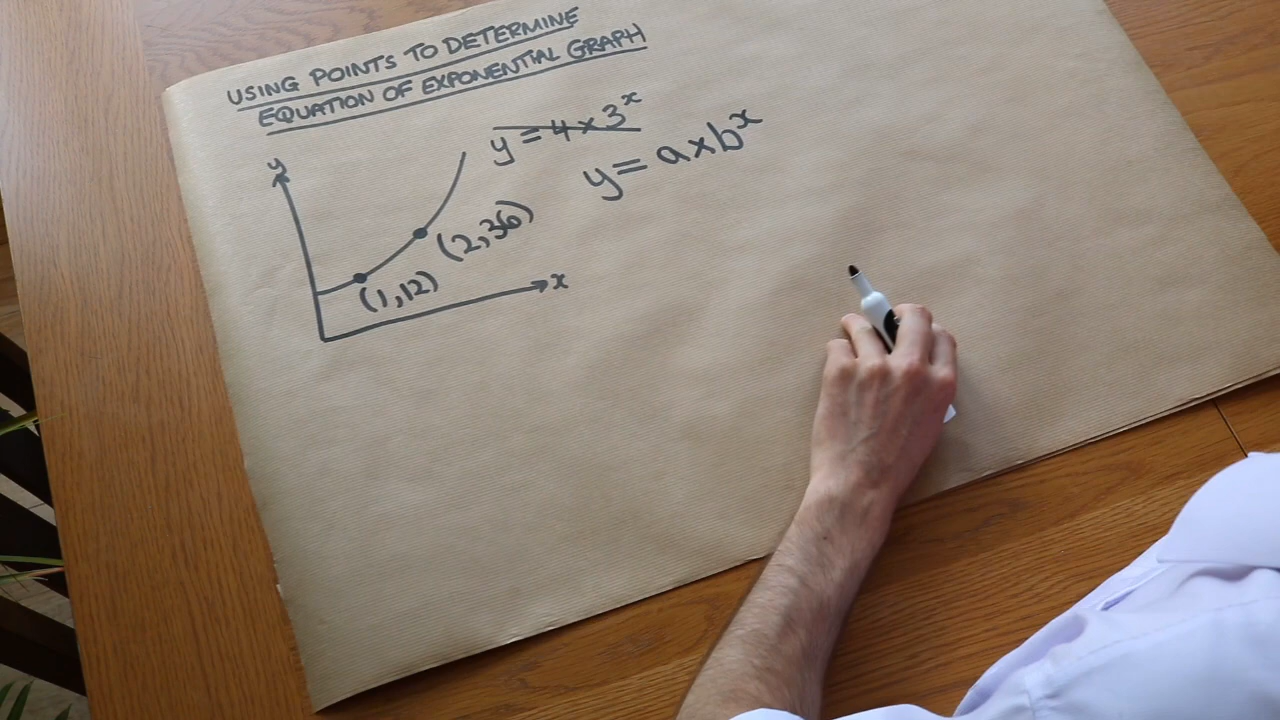 USING POINTS TO DETERMINE
EQUATION OF EXPONENTIAL GRAPH
y = 4 × 3^x
y = a × b^x
y
(2,36)
(1,12)
x